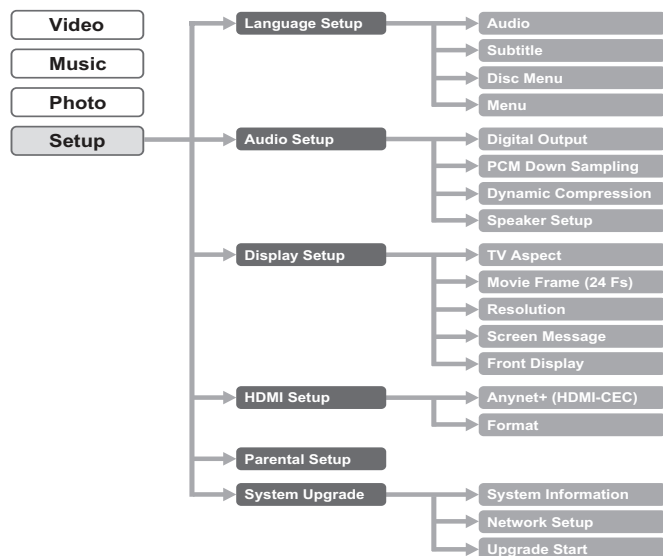 Video
Music
Photo
Setup
Language Setup
Audio
Subtitle
Disc Menu
Menu
Audio Setup
Digital Output
PCM Down Sampling
Dynamic Compression
Speaker Setup
Display Setup
TV Aspect
Movie Frame (24 Fs)
Resolution
Screen Message
Front Display
HDMI Setup
Anynet+ (HDMI-CEC)
Format
Parental Setup
System Upgrade
System Information
Network Setup
Upgrade Start